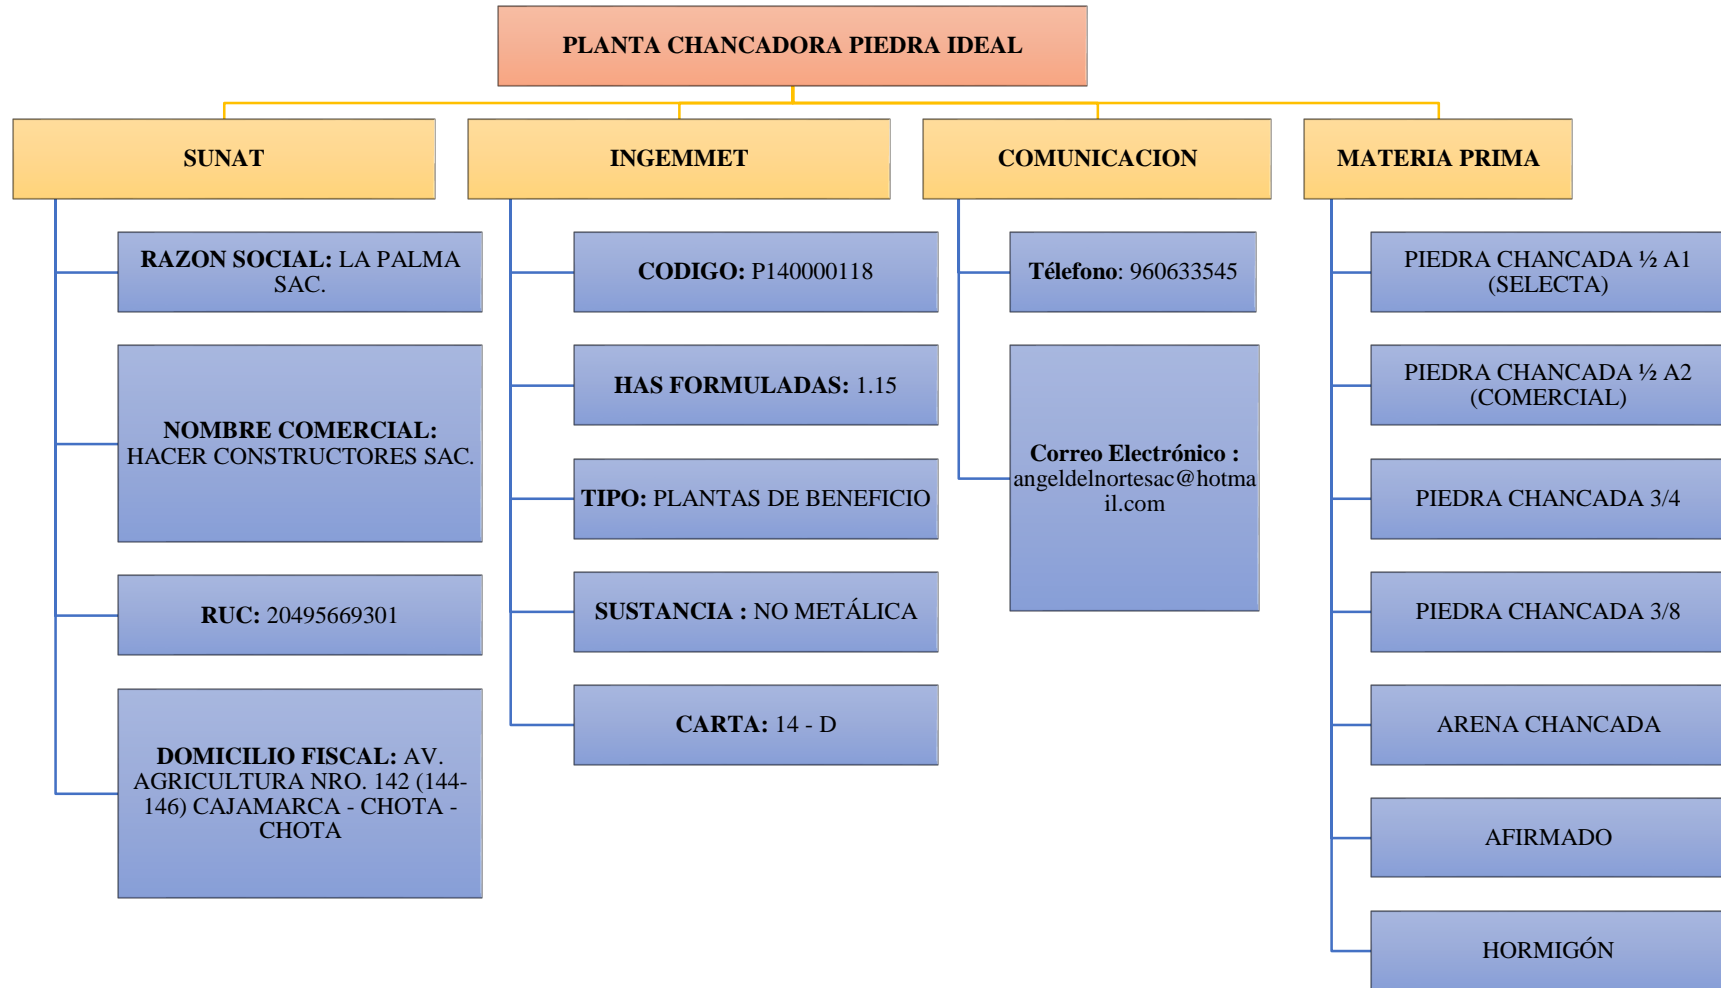 PLANTA CHANCADORA PIEDRA IDEAL
SUNAT
RAZON SOCIAL: LA PALMA
SAC.
NOMBRE COMERCIAL:
HACER CONSTRUCTORES SAC.
RUC: 20495669301
DOMICILIO FISCAL: AV.
AGRICULTURA NRO. 142 (144-
146) CAJAMARCA - CHOTA -
CHOTA
INGEMMET
CODIGO: P140000118
HAS FORMULADAS: 1.15
TIPO: PLANTAS DE BENEFICIO
SUSTANCIA : NO METÁLICA
CARTA: 14 - D
COMUNICACION
Télefono: 960633545
Correo Electrónico :
angeldelnortesac@hotma
il.com
MATERIA PRIMA
PIEDRA CHANCADA ½ A1
(SELECTA)
PIEDRA CHANCADA ½ A2
(COMERCIAL)
PIEDRA CHANCADA 3/4
PIEDRA CHANCADA 3/8
ARENA CHANCADA
AFIRMADO
HORMIGÓN